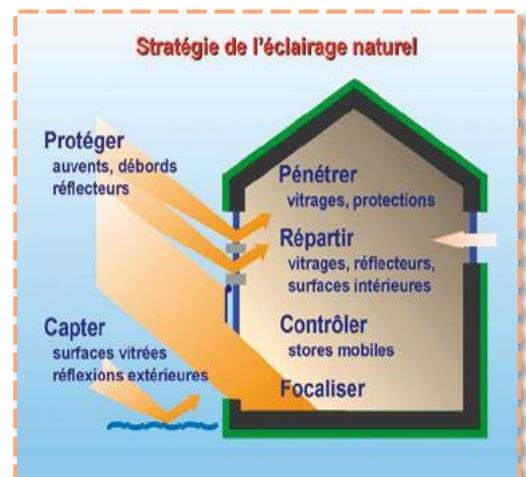 Stratégie de l'éclairage naturel
Protéger
auvents, débords
réflecteurs
Pénétrer
vitrages, protections
Répartir
vitrages, réflecteurs,
surfaces intérieures
Capter
surfaces vitrées
réflexions extérieures
Contrôler
stores mobiles
Focaliser